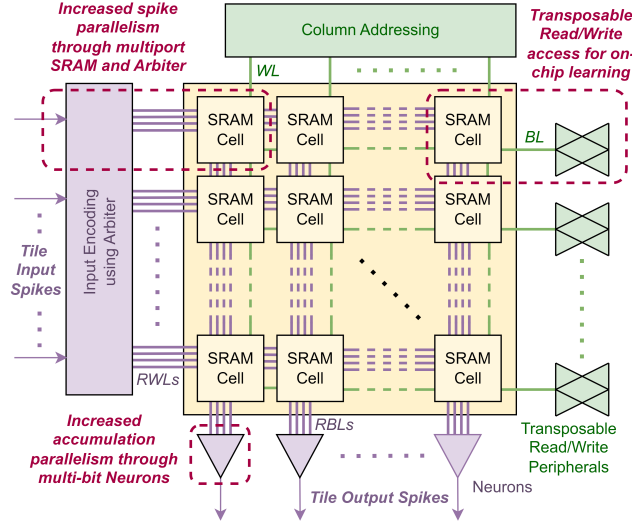 Increased spike
parallelism
through multiport
SRAM and Arbiter
Column Addressing
Transposable
Read/Write
access for on-
chip learning
WL
BL
SRAM
Cell
SRAM
Cell
SRAM
Cell
Input Encoding
using Arbiter
SRAM
Cell
SRAM
Cell
SRAM
Cell
Tile
Input
Spikes
SRAM
Cell
SRAM
Cell
SRAM
Cell
RWLs
RBLs
Increased
accumulation
parallelism through
multi-bit Neurons
Transposable
Read/Write
Peripherals
Neurons
Tile Output Spikes